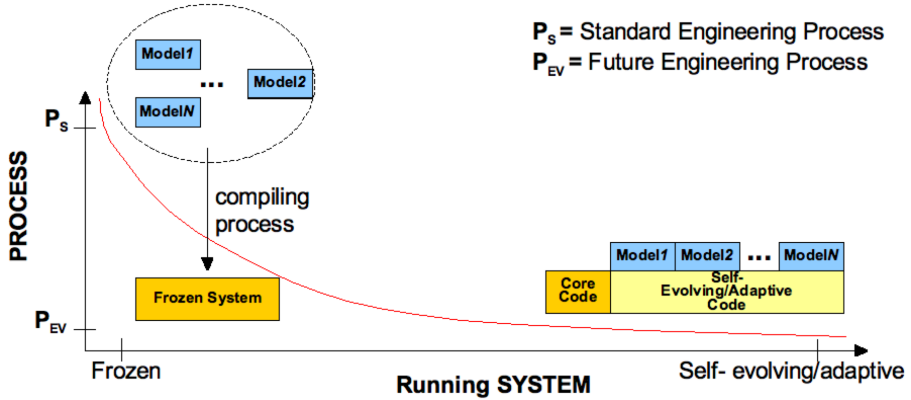 Model1
... Model2
ModelN
P_S = Standard Engineering Process
P_EV = Future Engineering Process
P_S
PROCESS
compiling
process
Frozen System
P_EV
Model1 Model2 ... ModelN
Core
Code
Self-
Evolving/Adaptive
Code
Frozen
Running SYSTEM
Self- evolving/adaptive